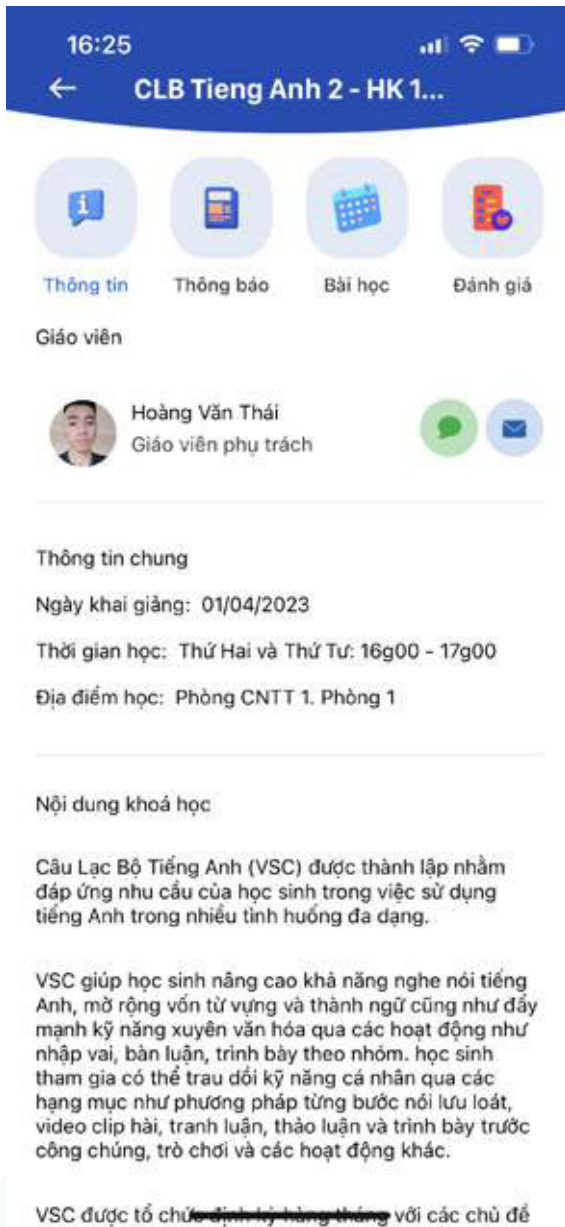 16:25
CLB Tieng Anh 2 - HK 1...
Thông tin
Thông báo
Bài học
Đánh giá
Giáo viên
Hoàng Văn Thái
Giáo viên phụ trách
Thông tin chung
Ngày khai giảng: 01/04/2023
Thời gian học: Thứ Hai và Thứ Tư: 16g00 - 17g00
Địa điểm học: Phòng CNTT 1. Phòng 1
Nội dung khoá học
Câu Lạc Bộ Tiếng Anh (VSC) được thành lập nhằm
đáp ứng nhu cầu của học sinh trong việc sử dụng
tiếng Anh trong nhiều tình huống đa dạng.
VSC giúp học sinh nâng cao khả năng nghe nói tiếng
Anh, mở rộng vốn từ vựng và thành ngữ cũng như đẩy
mạnh kỹ năng xuyên văn hóa qua các hoạt động như
nhập vai, bàn luận, trình bày theo nhóm. học sinh
tham gia có thể trau dồi kỹ năng cá nhân qua các
hạng mục như phương pháp từng bước nói lưu loát,
video clip hài, tranh luận, thảo luận và trình bày trước
công chúng, trò chơi và các hoạt động khác.
VSC được tổ chức định kỳ hàng tháng với các chủ đề